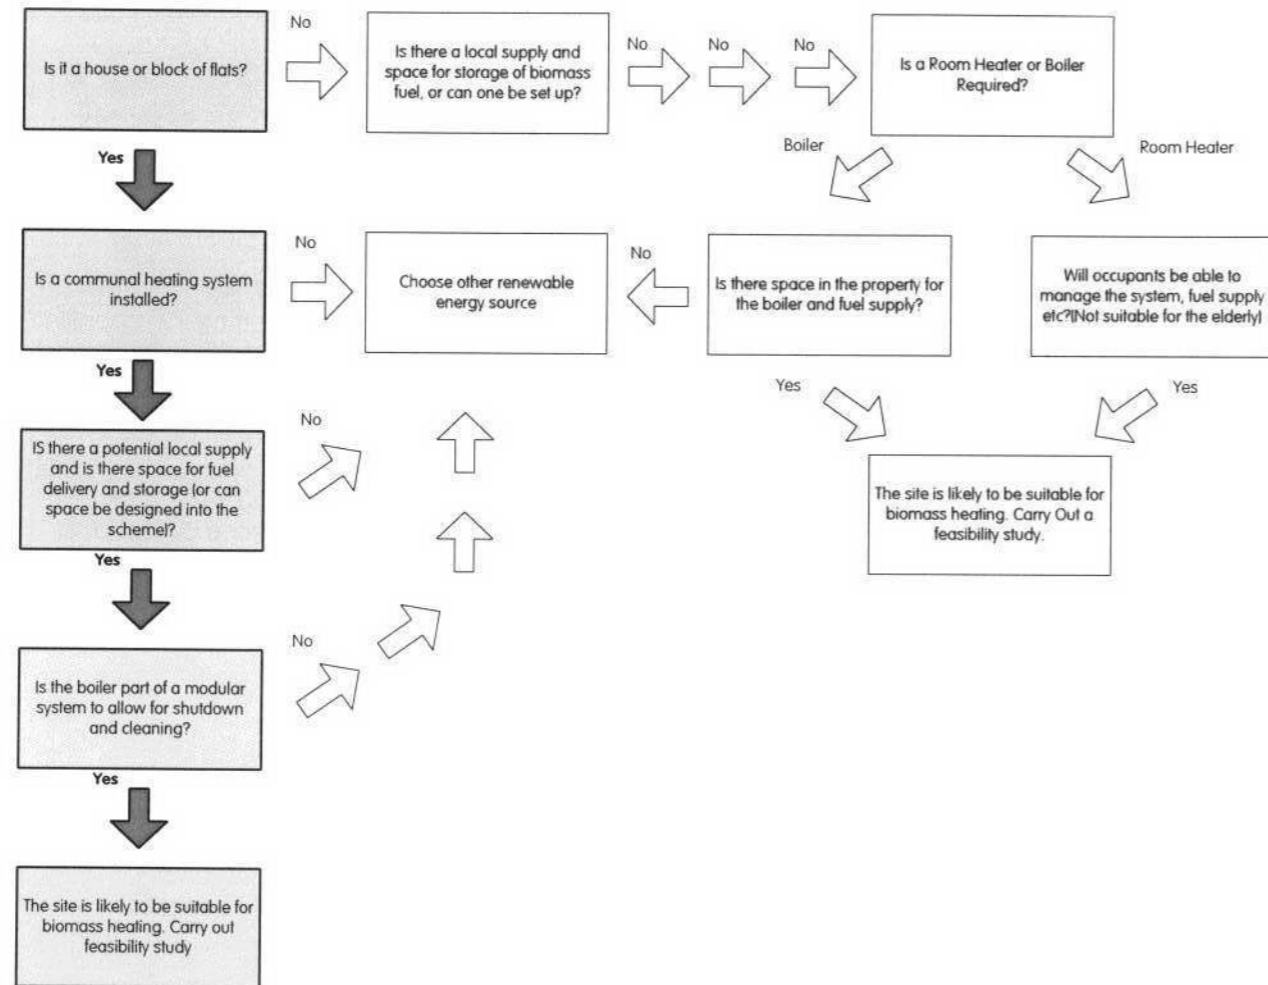 No
Is it a house or block of flats?
Is there a local supply and
space for storage of biomass
fuel, or can one be set up?
No
No
No
Is a Room Heater or Boiler
Required?
Yes
Boiler
Room Heater
Is a communal heating system
installed?
No
Choose other renewable
energy source
No
Is there space in the property for
the boiler and fuel supply?
Will occupants be able to
manage the system, fuel supply
etc?(Not suitable for the elderly)
Yes
No
Yes
Yes
IS there a potential local supply
and is there space for fuel
delivery and storage (or can
space be designed into the
scheme)?
The site is likely to be suitable for
biomass heating. Carry Out a
feasibility study.
Yes
No
Is the boiler part of a modular
system to allow for shutdown
and cleaning?
Yes
The site is likely to be suitable for
biomass heating. Carry out
feasibility study